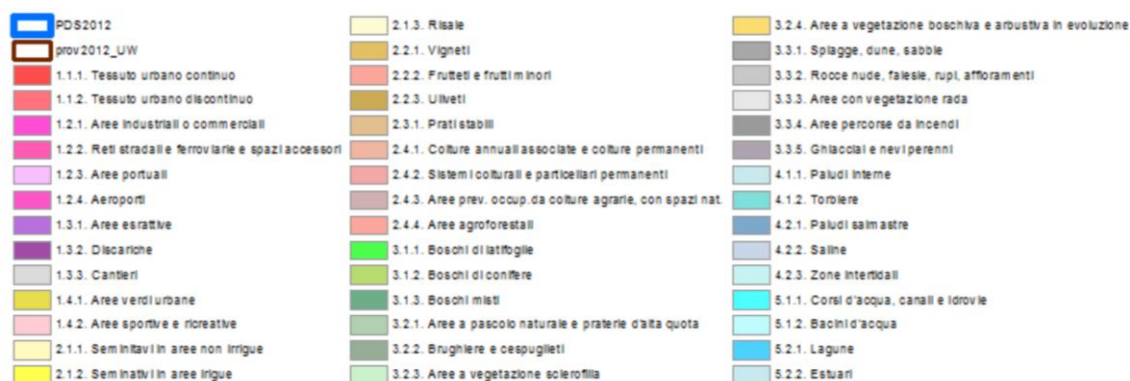 PDS2012
prov2012_UW
1.1.1. Tessuto urbano continuo
1.1.2. Tessuto urbano discontinuo
1.2.1. Aree industriali o commerciali
1.2.2. Reti stradali e ferroviarie e spazi accessori
1.2.3. Aree portuali
1.2.4. Aeroporti
1.3.1. Aree esrattive
1.3.2. Discariche
1.3.3. Cantieri
1.4.1. Aree verdi urbane
1.4.2. Aree sportive e ricreative
2.1.1. Seminitavi in aree non irrigue
2.1.2. Seminativi in aree irigue
2.1.3. Risaie
2.2.1. Vigneti
2.2.2. Frutteti e frutti minori
2.2.3. Uliveti
2.3.1. Prati stabili
2.4.1. Colture annuali associate e colture permanenti
2.4.2. Sistemi colturali e particellari permanenti
2.4.3. Aree prev. occup.da colture agrarie, con spazi nat.
2.4.4. Aree agroforestali
3.1.1. Boschi di latifoglie
3.1.2. Boschi di conifere
3.1.3. Boschi misti
3.2.1. Aree a pascolo naturale e praterie d'alta quota
3.2.2. Brughiere e cespuglieti
3.2.3. Aree a vegetazione sclerofilla
3.2.4. Aree a vegetazione boschiva e arbustiva in evoluzione
3.3.1. Spiagge, dune, sabbie
3.3.2. Rocce nude, falesie, rupi, affioramenti
3.3.3. Aree con vegetazione rada
3.3.4. Aree percorse da incendi
3.3.5. Ghiacciai e nevi perenni
4.1.1. Paludi interne
4.1.2. Torbiere
4.2.1. Paludi salmastre
4.2.2. Saline
4.2.3. Zone intertidali
5.1.1. Corsi d'acqua, canali e idrovie
5.1.2. Bacini d'acqua
5.2.1. Lagune
5.2.2. Estuari